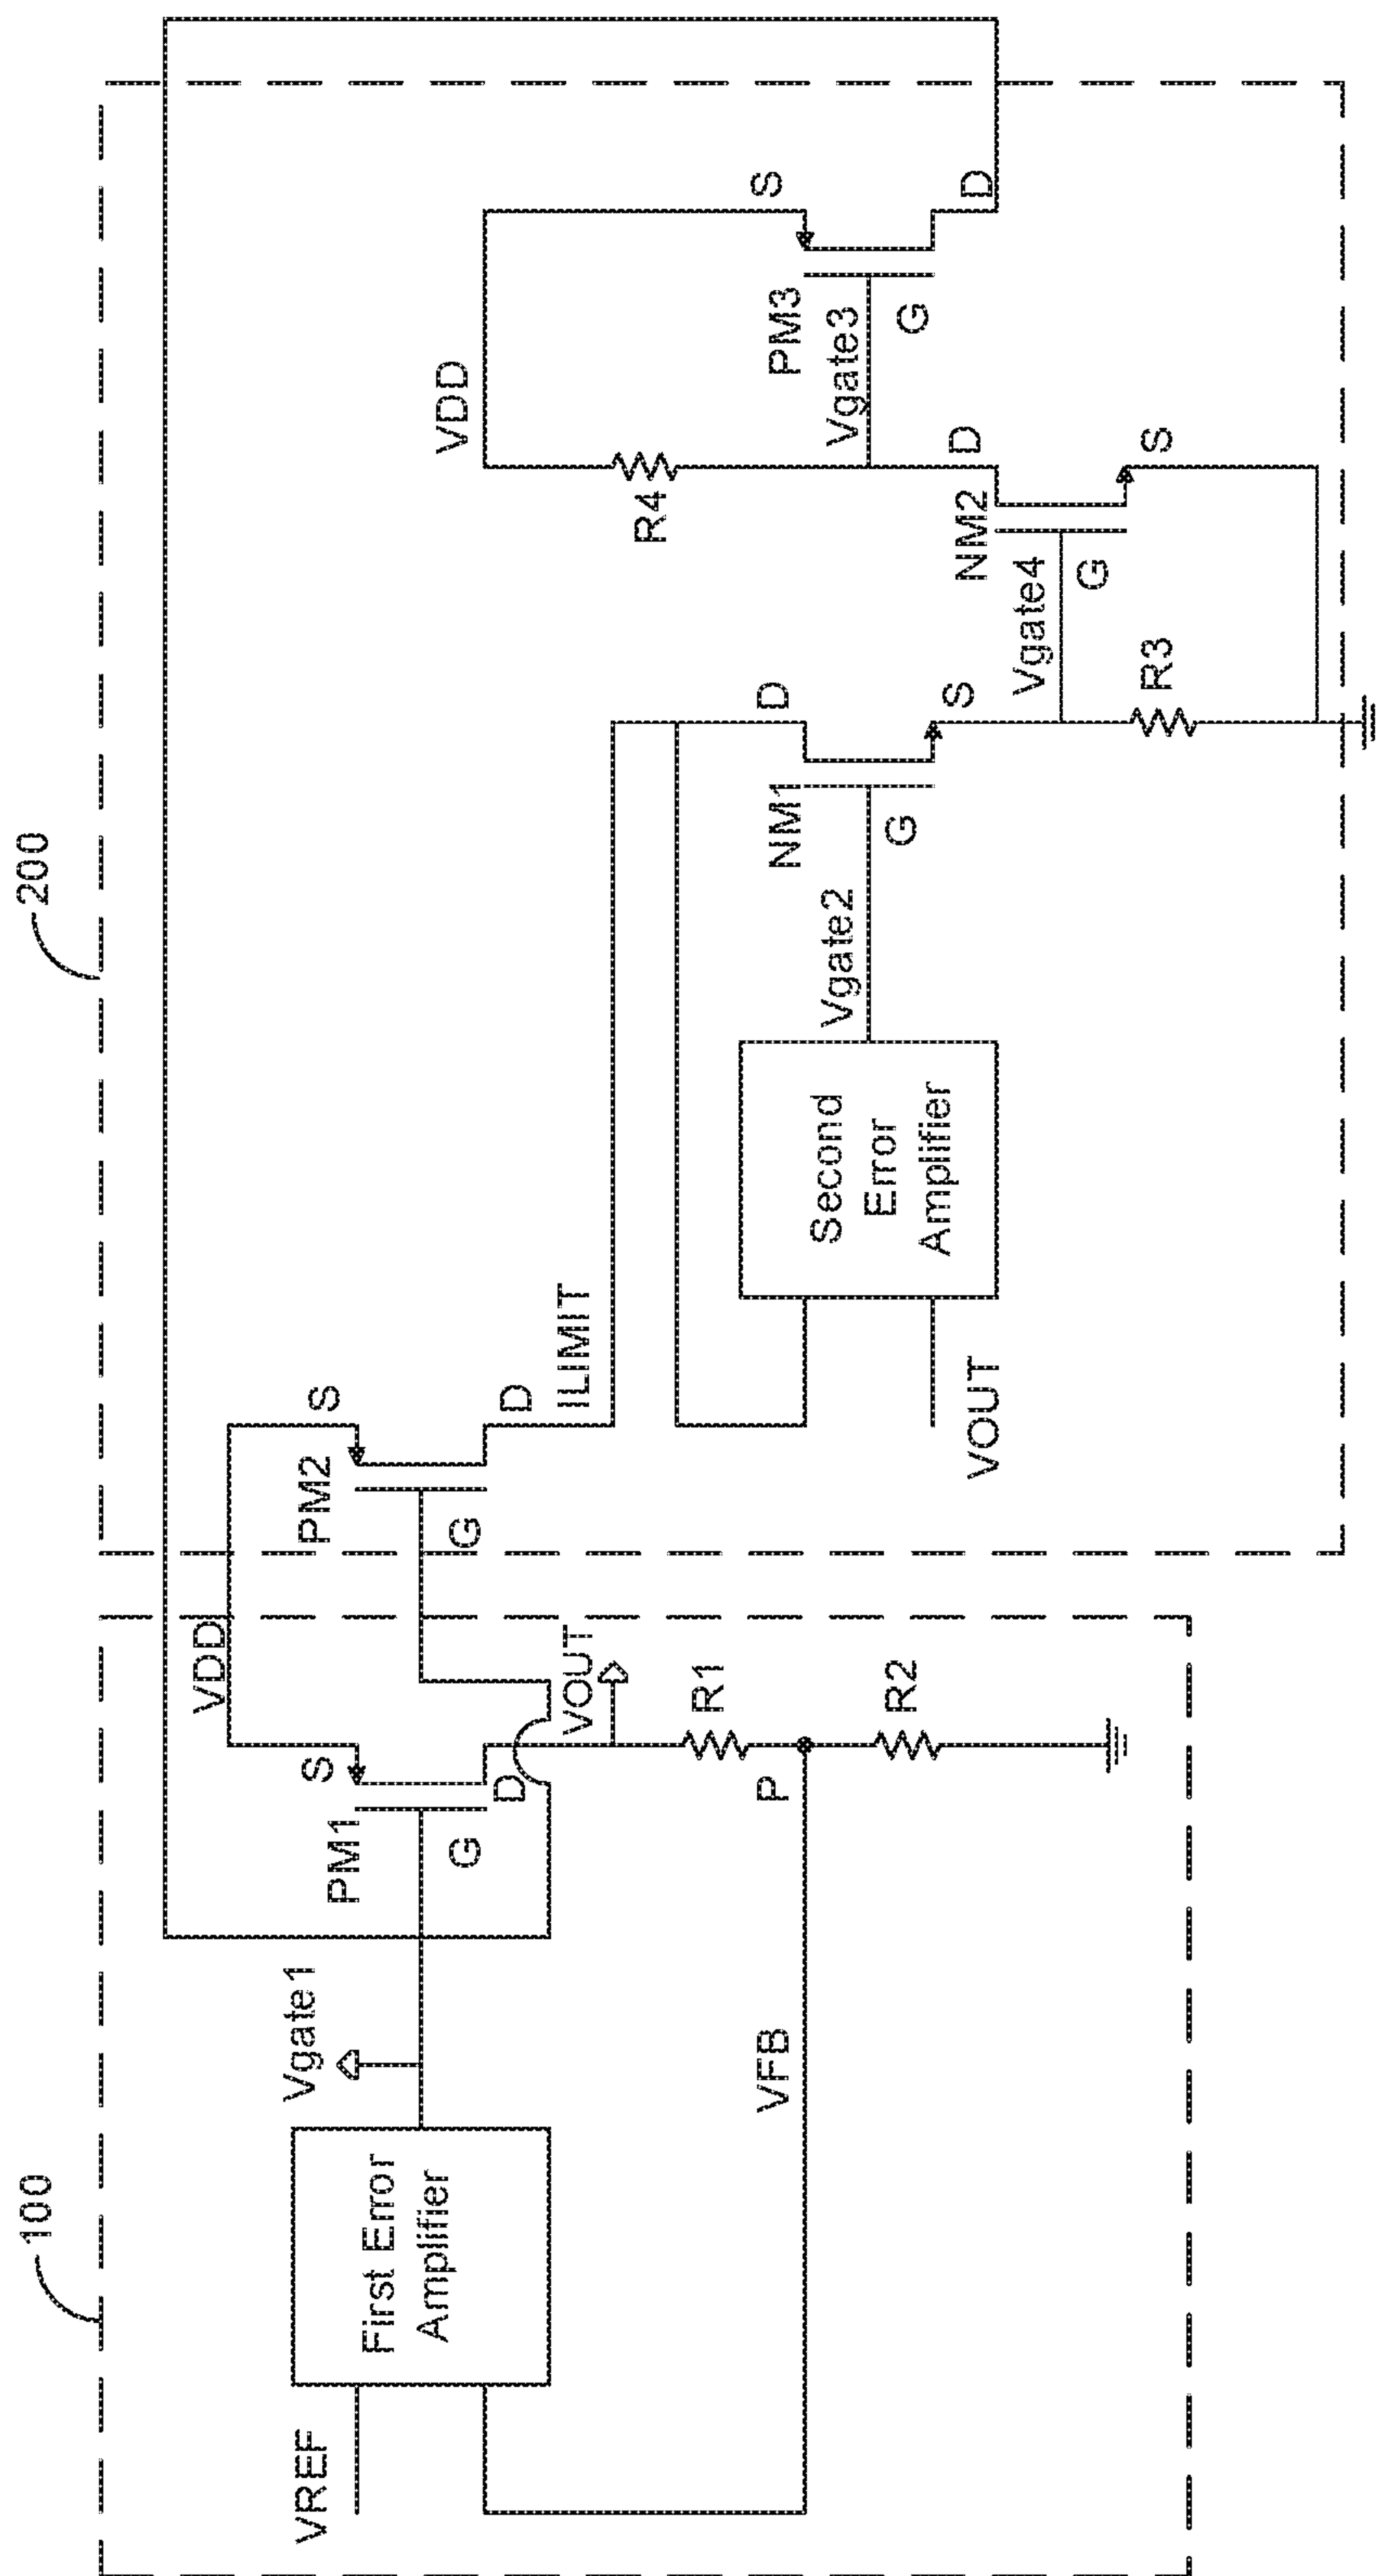 100
200
VREF
First Error
Amplifier
Vgate1
VDD
PM1
S
G
D
VOUT
R1
P
VFB
R2
PM2
S
G
D
ILIMIT
Second
Error
Amplifier
VOUT
Vgate2
NM1
D
G
S
Vgate4
R3
VDD
R4
NM2
D
G
S
PM3
Vgate3
S
G
D